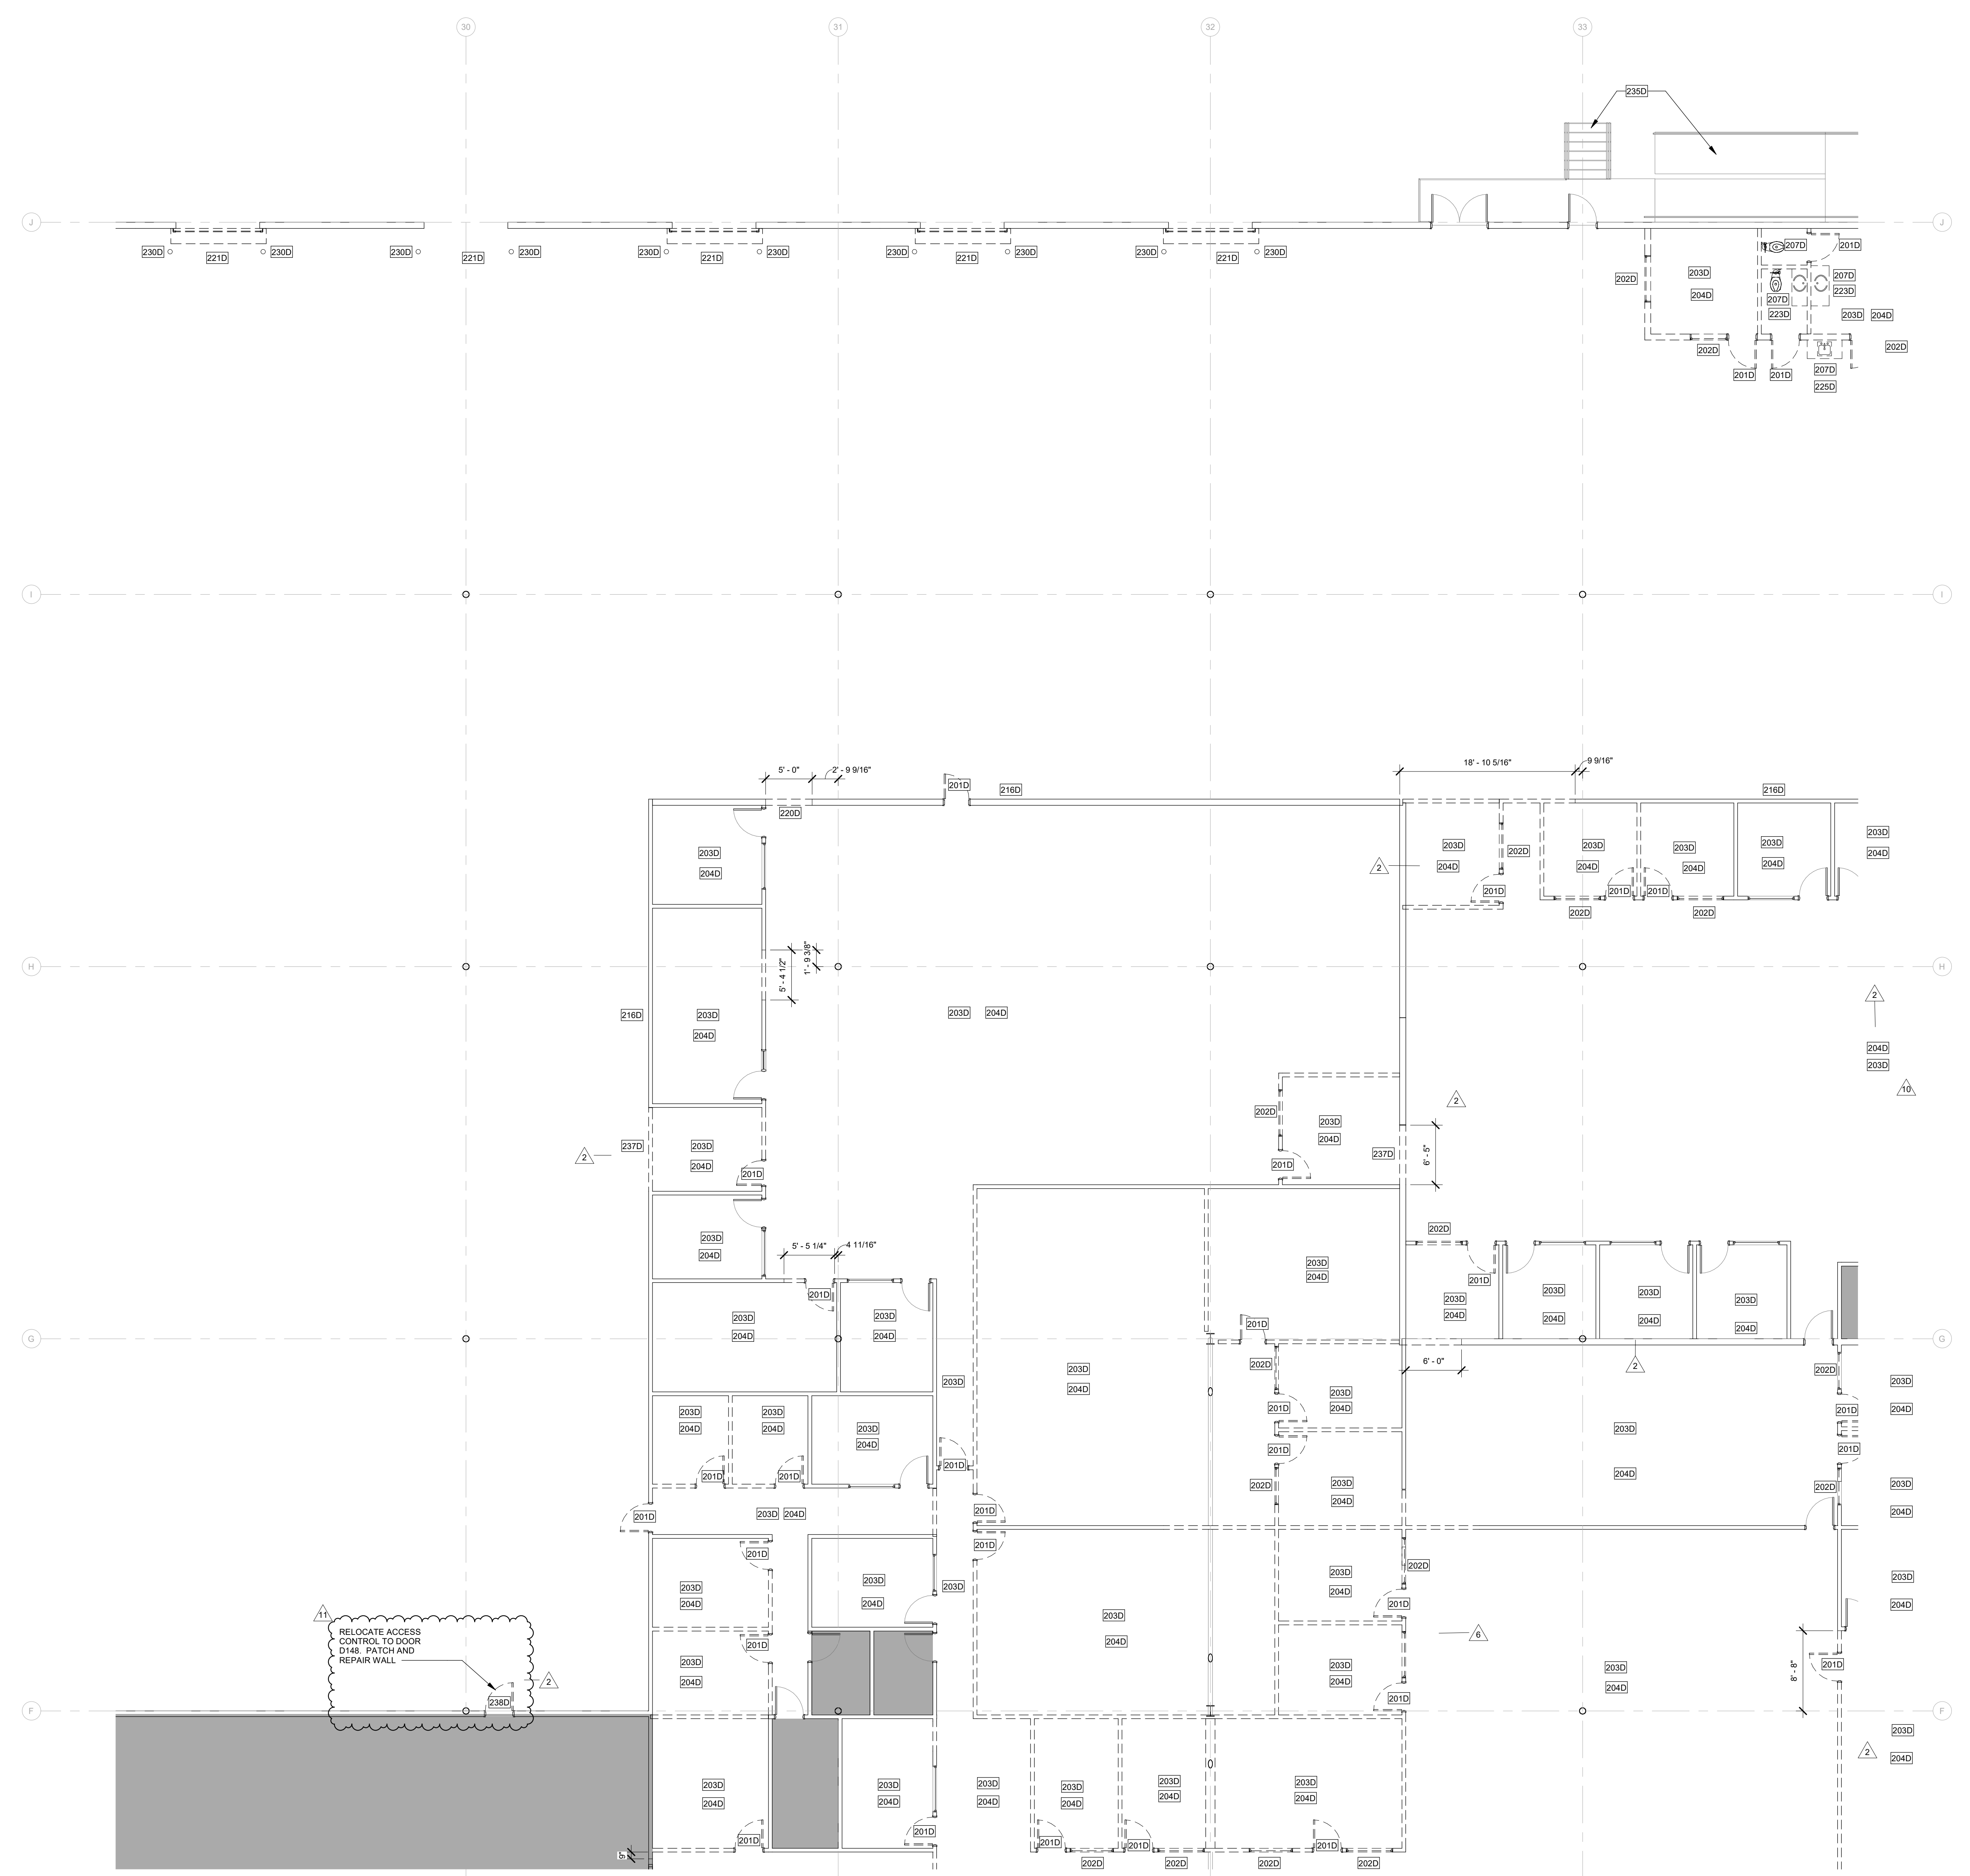 30 31 32 33
235D
J J
230D 221D 230D 230D 221D 230D 230D 221D 230D 230D 221D 230D 230D 221D 230D
207D 201D
203D
202D
207D
204D
207D
223D
223D
203D 204D
202D
202D
207D
201D 201D
225D
I I
5' - 0" 2' - 9 9/16"
18' - 10 5/16" 9 9/16"
201D
216D 216D
220D
203D
204D
2
203D
204D
202D
203D
204D
203D
204D
203D
204D
203D
204D
201D 201D 201D
202D 202D
5' - 4 1/2"
1' - 9 3/8"
H H
2
216D
203D
204D
203D 204D
204D
203D
10
2
202D
203D
204D
237D
203D
204D
2
201D
237D
201D
6' - 5"
203D
204D
5' - 5 1/4" 4 11/16"
202D
201D
203D
204D
201D
203D
204D
203D
204D
203D
204D
203D
204D
203D
204D
203D
204D
G G
201D
202D
6' - 0"
2
202D
203D
203D
204D
203D
204D
201D
201D
203D
204D
203D
204D
203D
204D
203D
204D
203D
204D
201D
201D
201D
201D
201D
202D
203D
204D
203D
204D
202D
203D
204D
201D
203D 204D
201D
201D
201D
203D
204D
203D
204D
203D
203D
204D
202D
201D
203D
204D
11
RELOCATE ACCESS
CONTROL TO DOOR
D148. PATCH AND
REPAIR WALL
238D
2
201D
203D
204D
203D
204D
6
203D
204D
201D
203D
204D
8' - 8"
201D
F F
203D
204D
2
203D
204D
201D
203D
204D
201D
203D
204D
203D
204D
201D
203D
204D
201D
203D
204D
201D
202D 202D 202D 202D